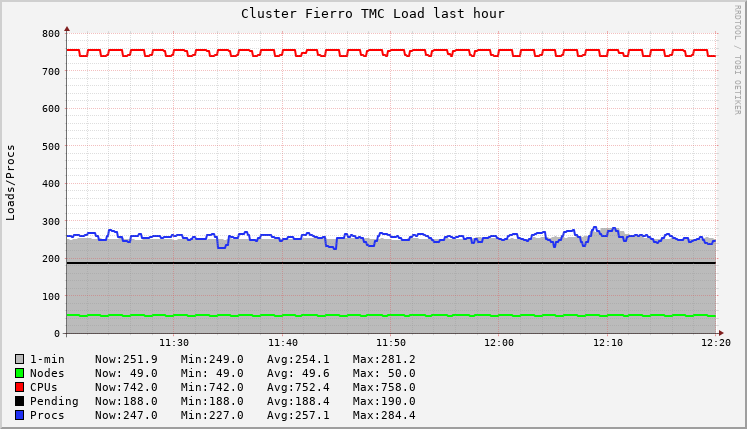 Cluster Fierro TMC Load last hour
RRDTOOL / TOBI OETIKER
Loads/Procs
800
700
600
500
400
300
200
100
0
11:30 11:40 11:50 12:00 12:10 12:20
1-min Now:251.9 Min:249.0 Avg:254.1 Max:281.2
Nodes Now: 49.0 Min: 49.0 Avg: 49.6 Max: 50.0
CPUs Now:742.0 Min:742.0 Avg:752.4 Max:758.0
Pending Now:188.0 Min:188.0 Avg:188.4 Max:190.0
Procs Now:247.0 Min:227.0 Avg:257.1 Max:284.4